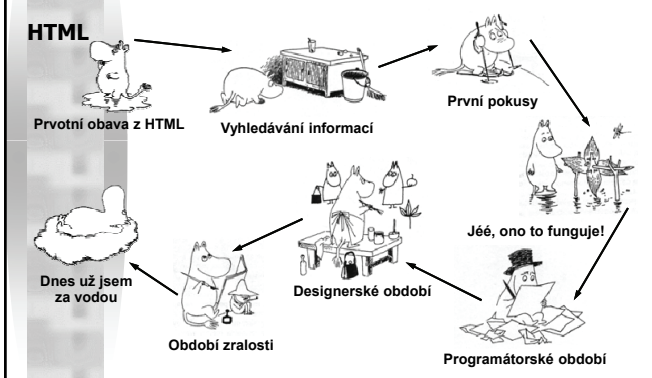 HTML
Prvotní obava z HTML
Vyhledávání informací
První pokusy
Jéé, ono to funguje!
Programátorské období
Designerské období
Období zralosti
Dnes už jsem
za vodou